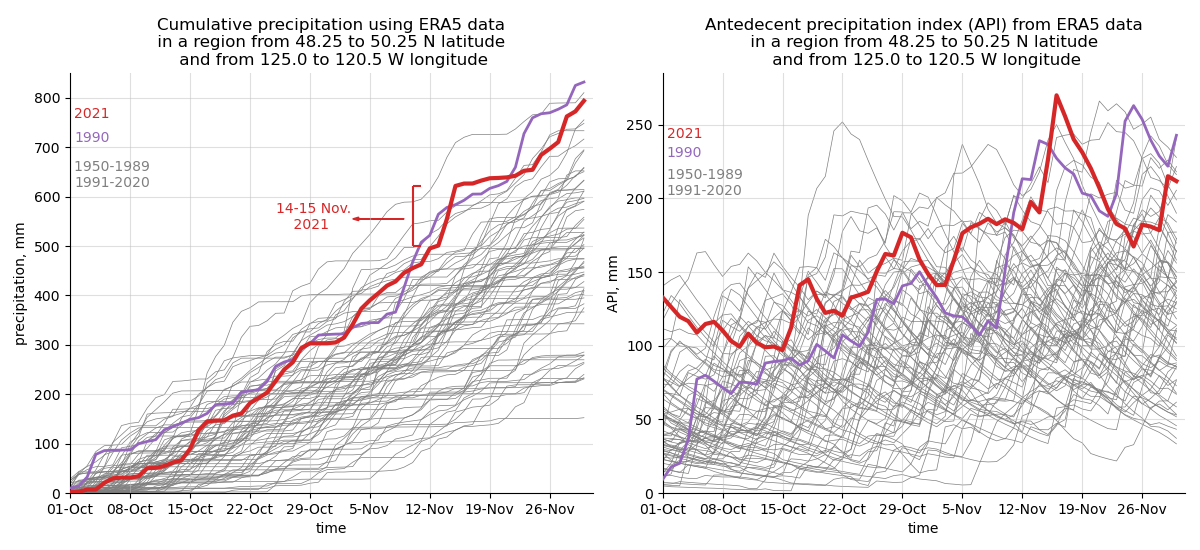 Cumulative precipitation using ERA5 data
in a region from 48.25 to 50.25 N latitude
and from 125.0 to 120.5 W longitude
800
700
600
500
400
300
200
100
0
precipitation, mm
2021
1990
1950-1989
1991-2020
14-15 Nov.
2021
01-Oct 08-Oct 15-Oct 22-Oct 29-Oct 5-Nov 12-Nov 19-Nov 26-Nov
time
Antedecent precipitation index (API) from ERA5 data
in a region from 48.25 to 50.25 N latitude
and from 125.0 to 120.5 W longitude
250
200
150
100
50
0
API, mm
2021
1990
1950-1989
1991-2020
01-Oct 08-Oct 15-Oct 22-Oct 29-Oct 5-Nov 12-Nov 19-Nov 26-Nov
time